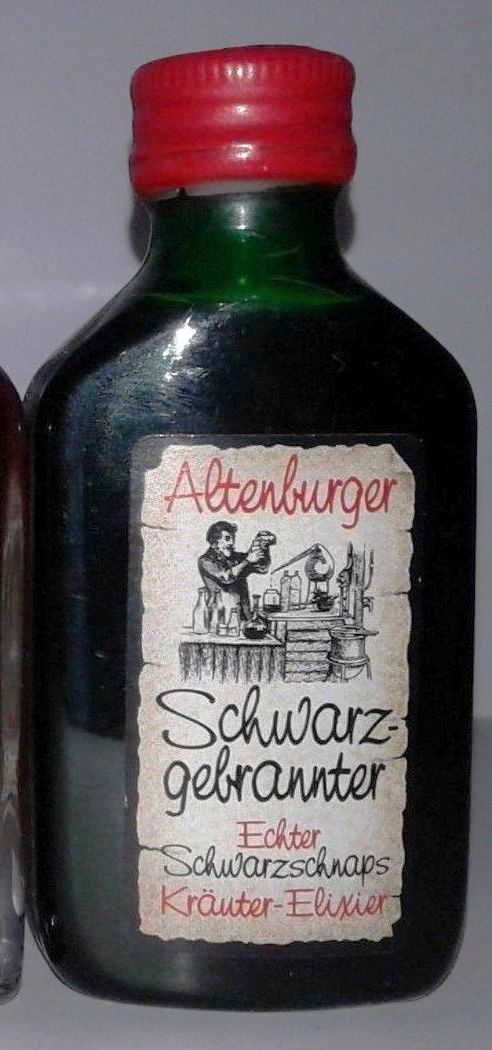 Altenburger
Schwarz-
gebrannter
Echter
Schwarzschnaps
Kräuter-Elixier